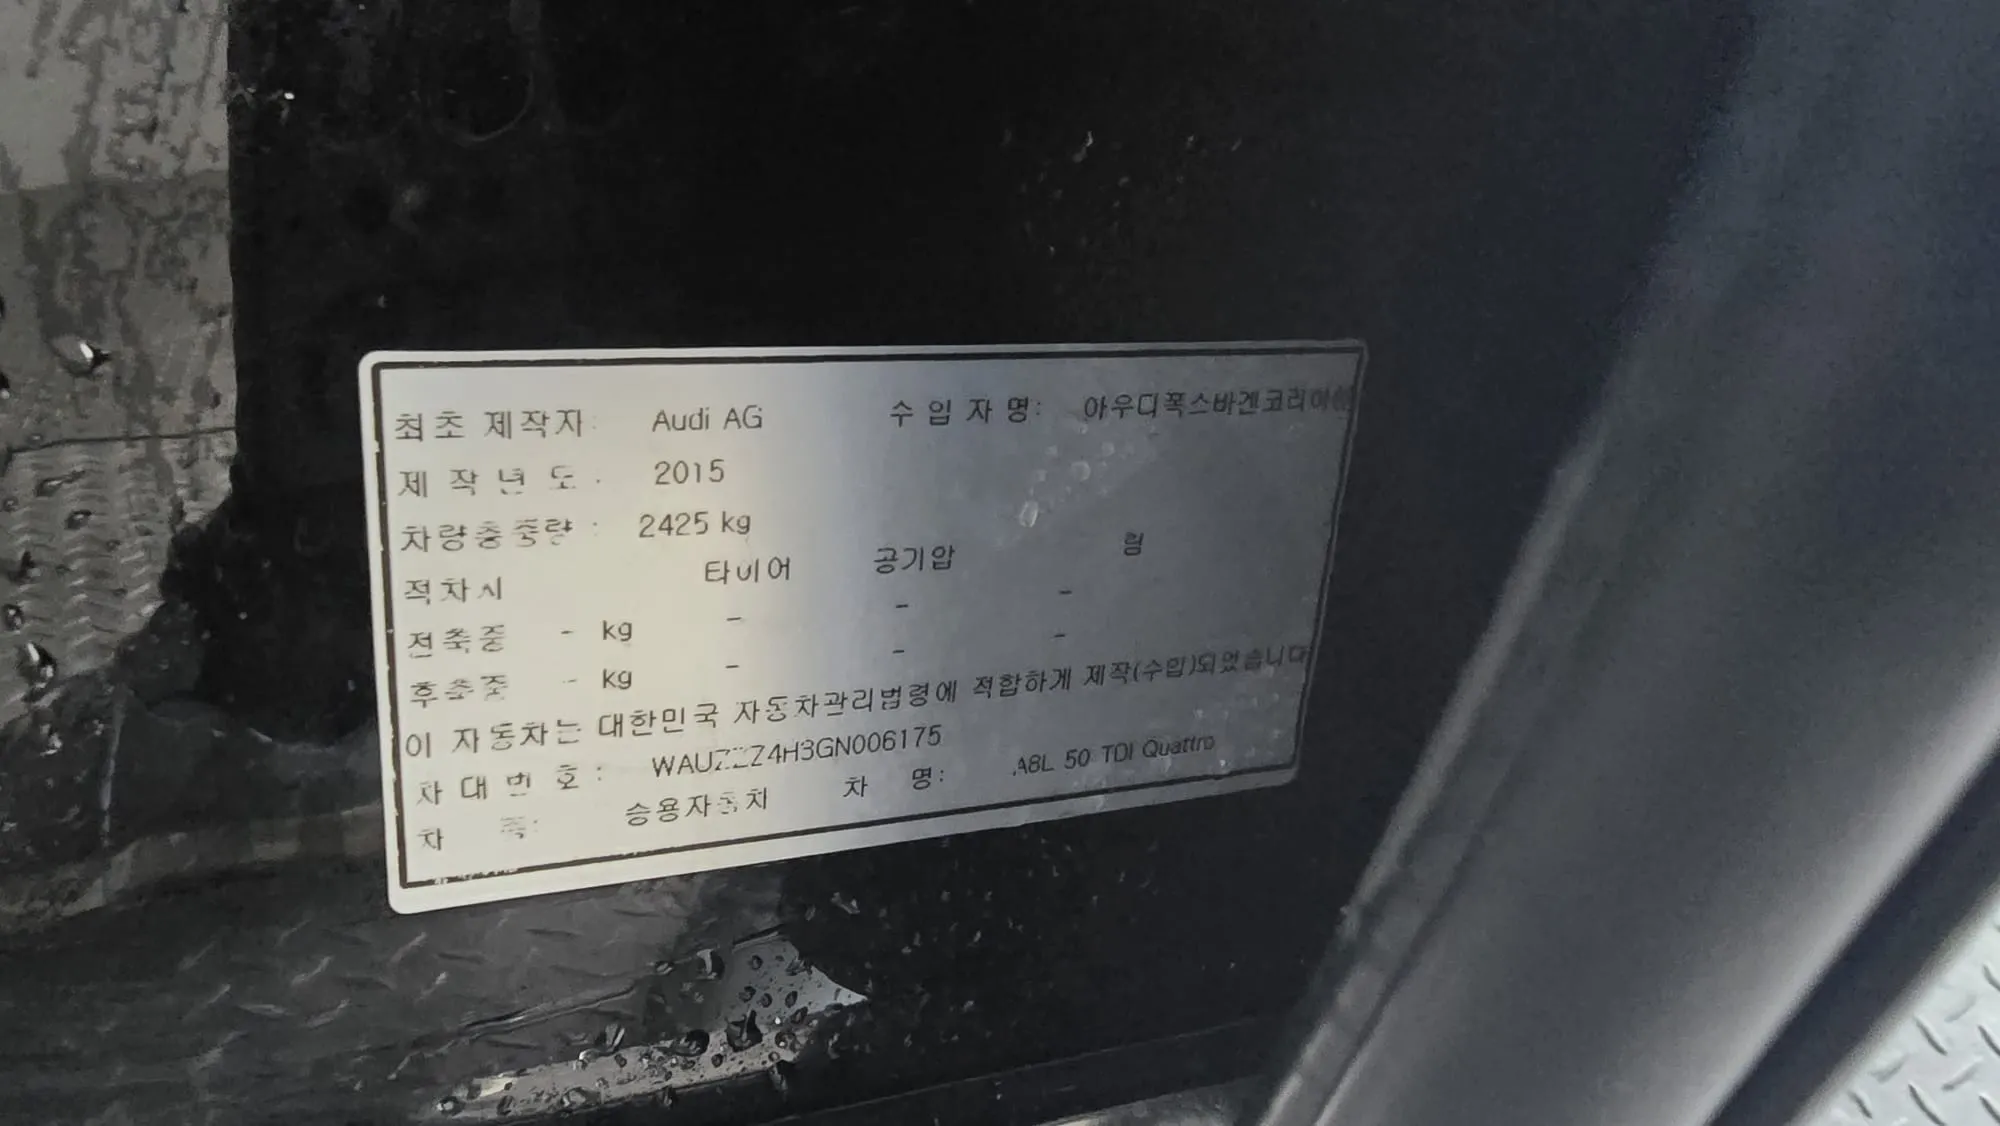 최초 제작자: Audi AG 수 입 자 명: 아우디폭스바겐코리아㈜
제 작 년 도 : 2015
차량총중량 : 2425 kg
적차시 타이어 공기압 림
전축중 - kg - - -
후축중 - kg - - -
이 자동차는 대한민국 자동차관리법령에 적합하게 제작(수입)되었습니다
차 대 번 호 : WAUZZZ4H3GN006175
차 종: 승용자동차 차 명: A8L 50 TDI Quattro